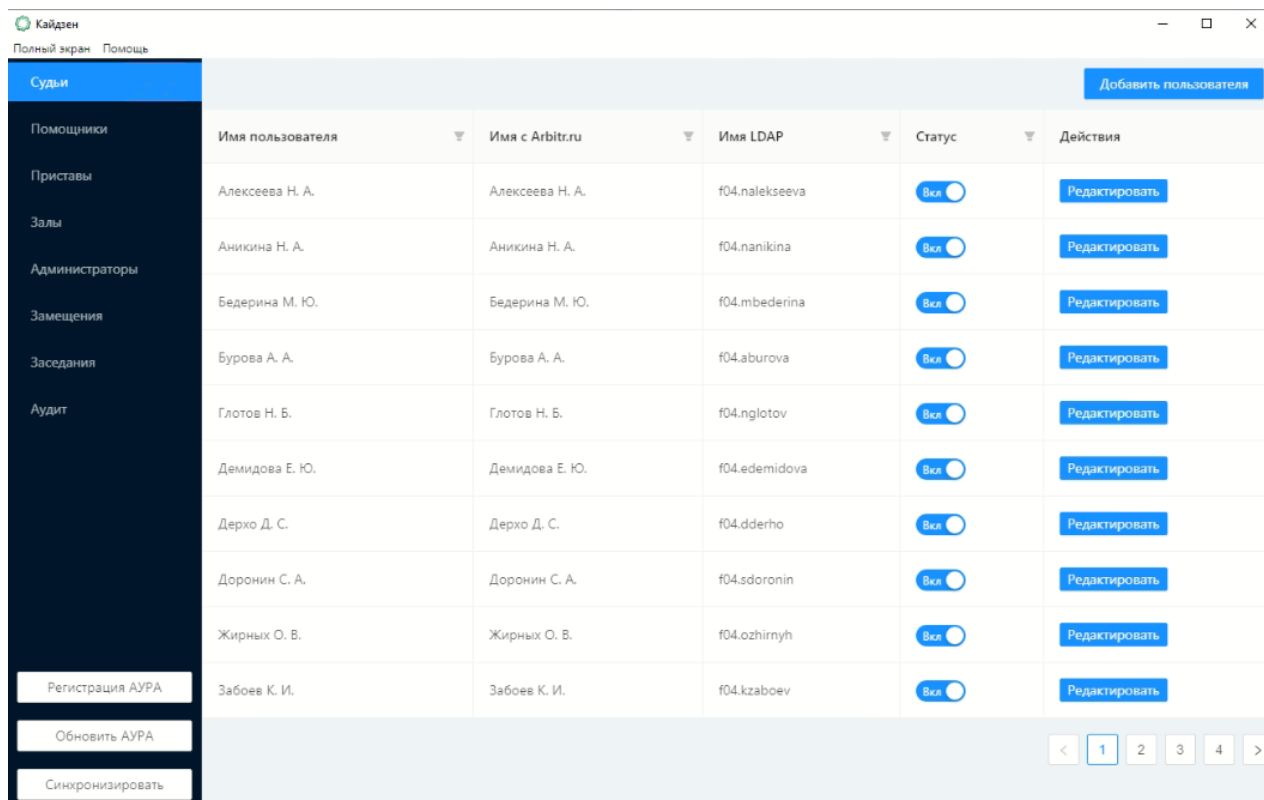 Кайдзен
Полный экран Помощь
Судьи
Помощники
Приставы
Залы
Администраторы
Замещения
Заседания
Аудит
Регистрация АУРА
Обновить АУРА
Синхронизировать
Добавить пользователя
Имя пользователя Имя с Arbitr.ru Имя LDAP Статус Действия
Алексеева Н. А. Алексеева Н. А. f04.nalekseeva Вкл Редактировать
Аникина Н. А. Аникина Н. А. f04.nanikina Вкл Редактировать
Бедерина М. Ю. Бедерина М. Ю. f04.mbederina Вкл Редактировать
Бурова А. А. Бурова А. А. f04.aburova Вкл Редактировать
Глотов Н. Б. Глотов Н. Б. f04.nglotov Вкл Редактировать
Демидова Е. Ю. Демидова Е. Ю. f04.edemidova Вкл Редактировать
Дерхо Д. С. Дерхо Д. С. f04.dderho Вкл Редактировать
Доронин С. А. Доронин С. А. f04.sdoronin Вкл Редактировать
Жирных О. В. Жирных О. В. f04.ozhirnyh Вкл Редактировать
Забоев К. И. Забоев К. И. f04.kzaboev Вкл Редактировать
< 1 2 3 4 >